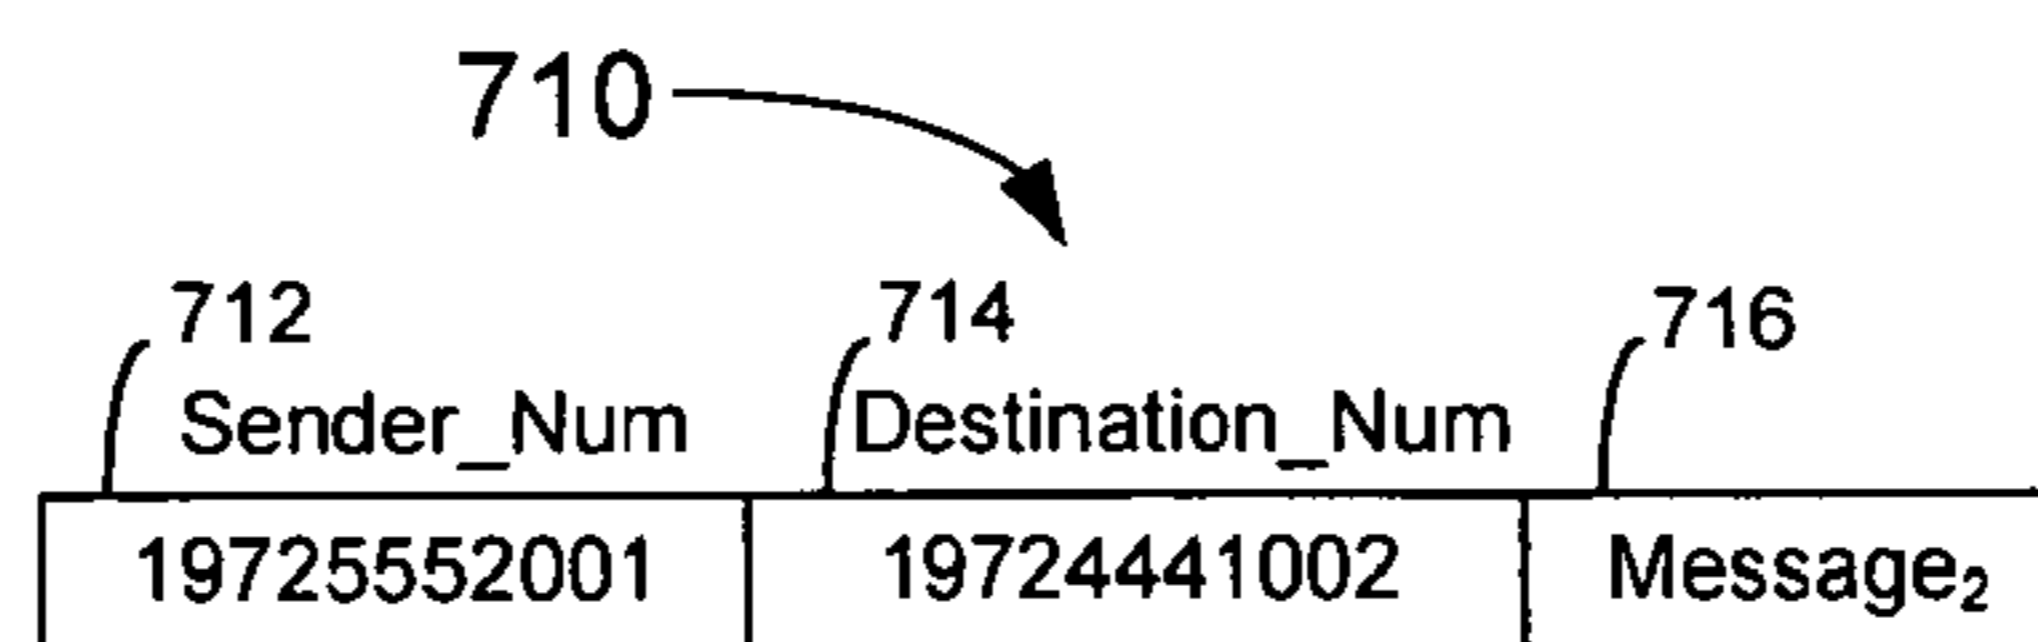 710
712 714 716
Sender_Num Destination_Num
19725552001 19724441002 Message₂